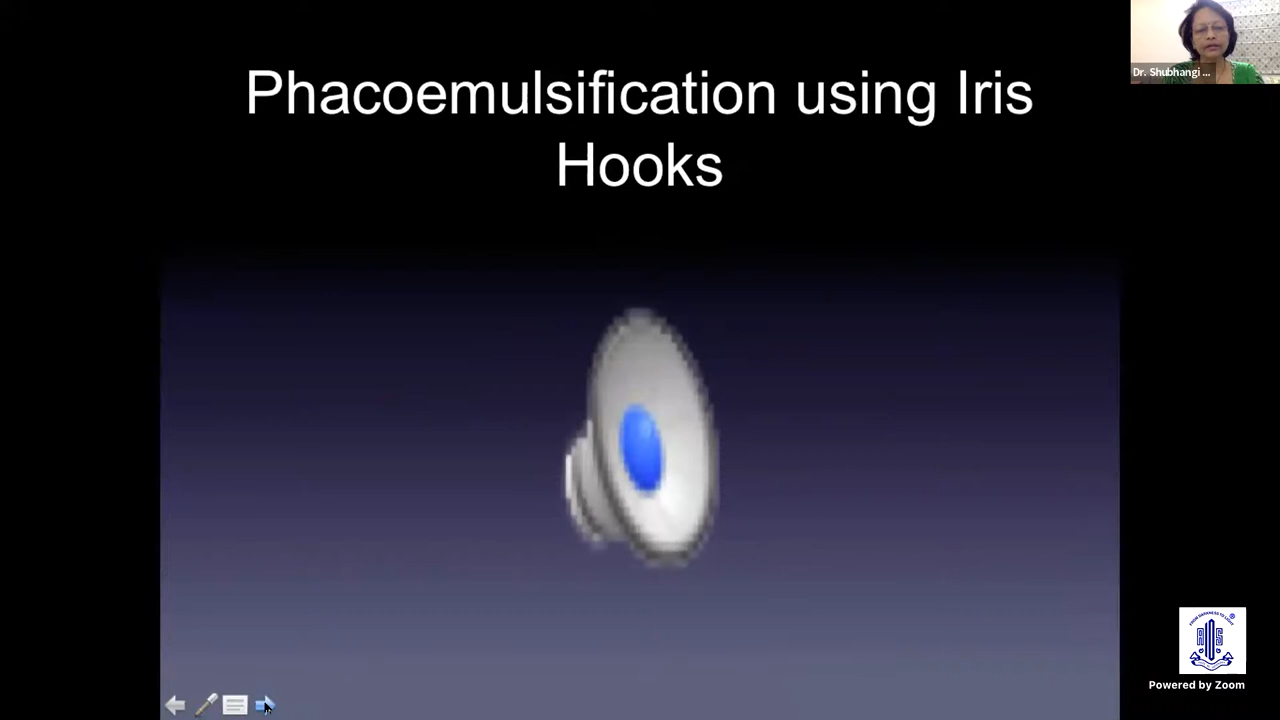 Phacoemulsification using Iris
Hooks
Dr. Shubhangi ...
Powered by Zoom